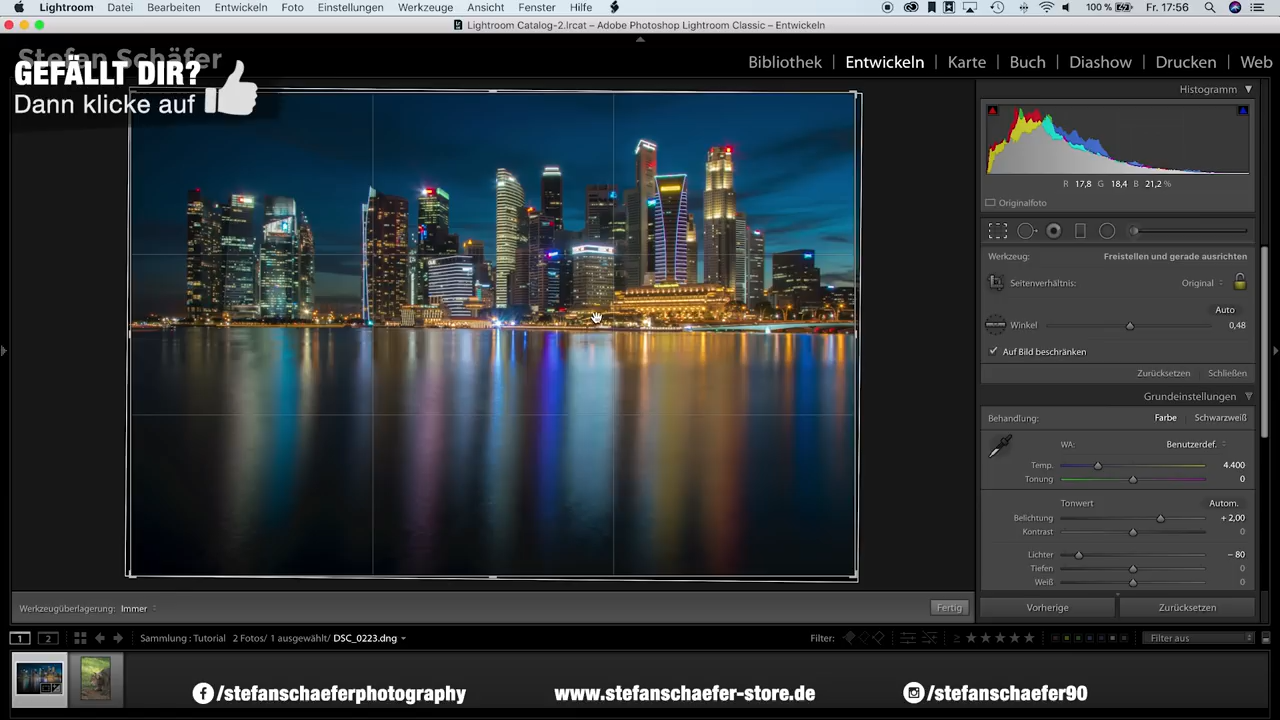 Lightroom Datei Bearbeiten Entwickeln Foto Einstellungen Werkzeuge Ansicht Fenster Hilfe 100 % Fr. 17:56
Lightroom Catalog-2.lrcat – Adobe Photoshop Lightroom Classic – Entwickeln
Stefan Schäfer
GEFÄLLT DIR?
Dann klicke auf
Bibliothek Entwickeln Karte Buch Diashow Drucken Web
Histogramm
R 17,8 G 18,4 B 21,2 %
Originalfoto
Werkzeug: Freistellen und gerade ausrichten
Seitenverhältnis: Original
Auto
Winkel 0,48
Auf Bild beschränken
Zurücksetzen Schließen
Grundeinstellungen
Behandlung: Farbe Schwarzweiß
WA: Benutzerdef.
Temp. 4.400
Tonung 0
Tonwert Autom.
Belichtung + 2,00
Kontrast 0
Lichter – 80
Tiefen 0
Weiß 0
Werkzeugüberlagerung: Immer Fertig Vorherige Zurücksetzen
1 2 Sammlung : Tutorial 2 Fotos/ 1 ausgewählt/ DSC_0223.dng Filter: Filter aus
/stefanschaeferphotography www.stefanschaefer-store.de /stefanschaefer90